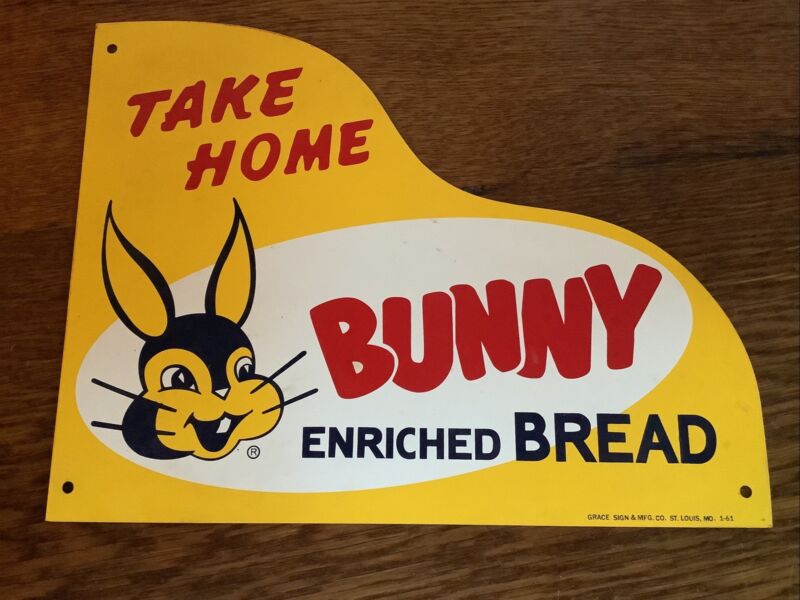 TAKE
HOME
BUNNY
ENRICHED BREAD
®
GRACE SIGN & MFG. CO. ST. LOUIS, MO. 1-61